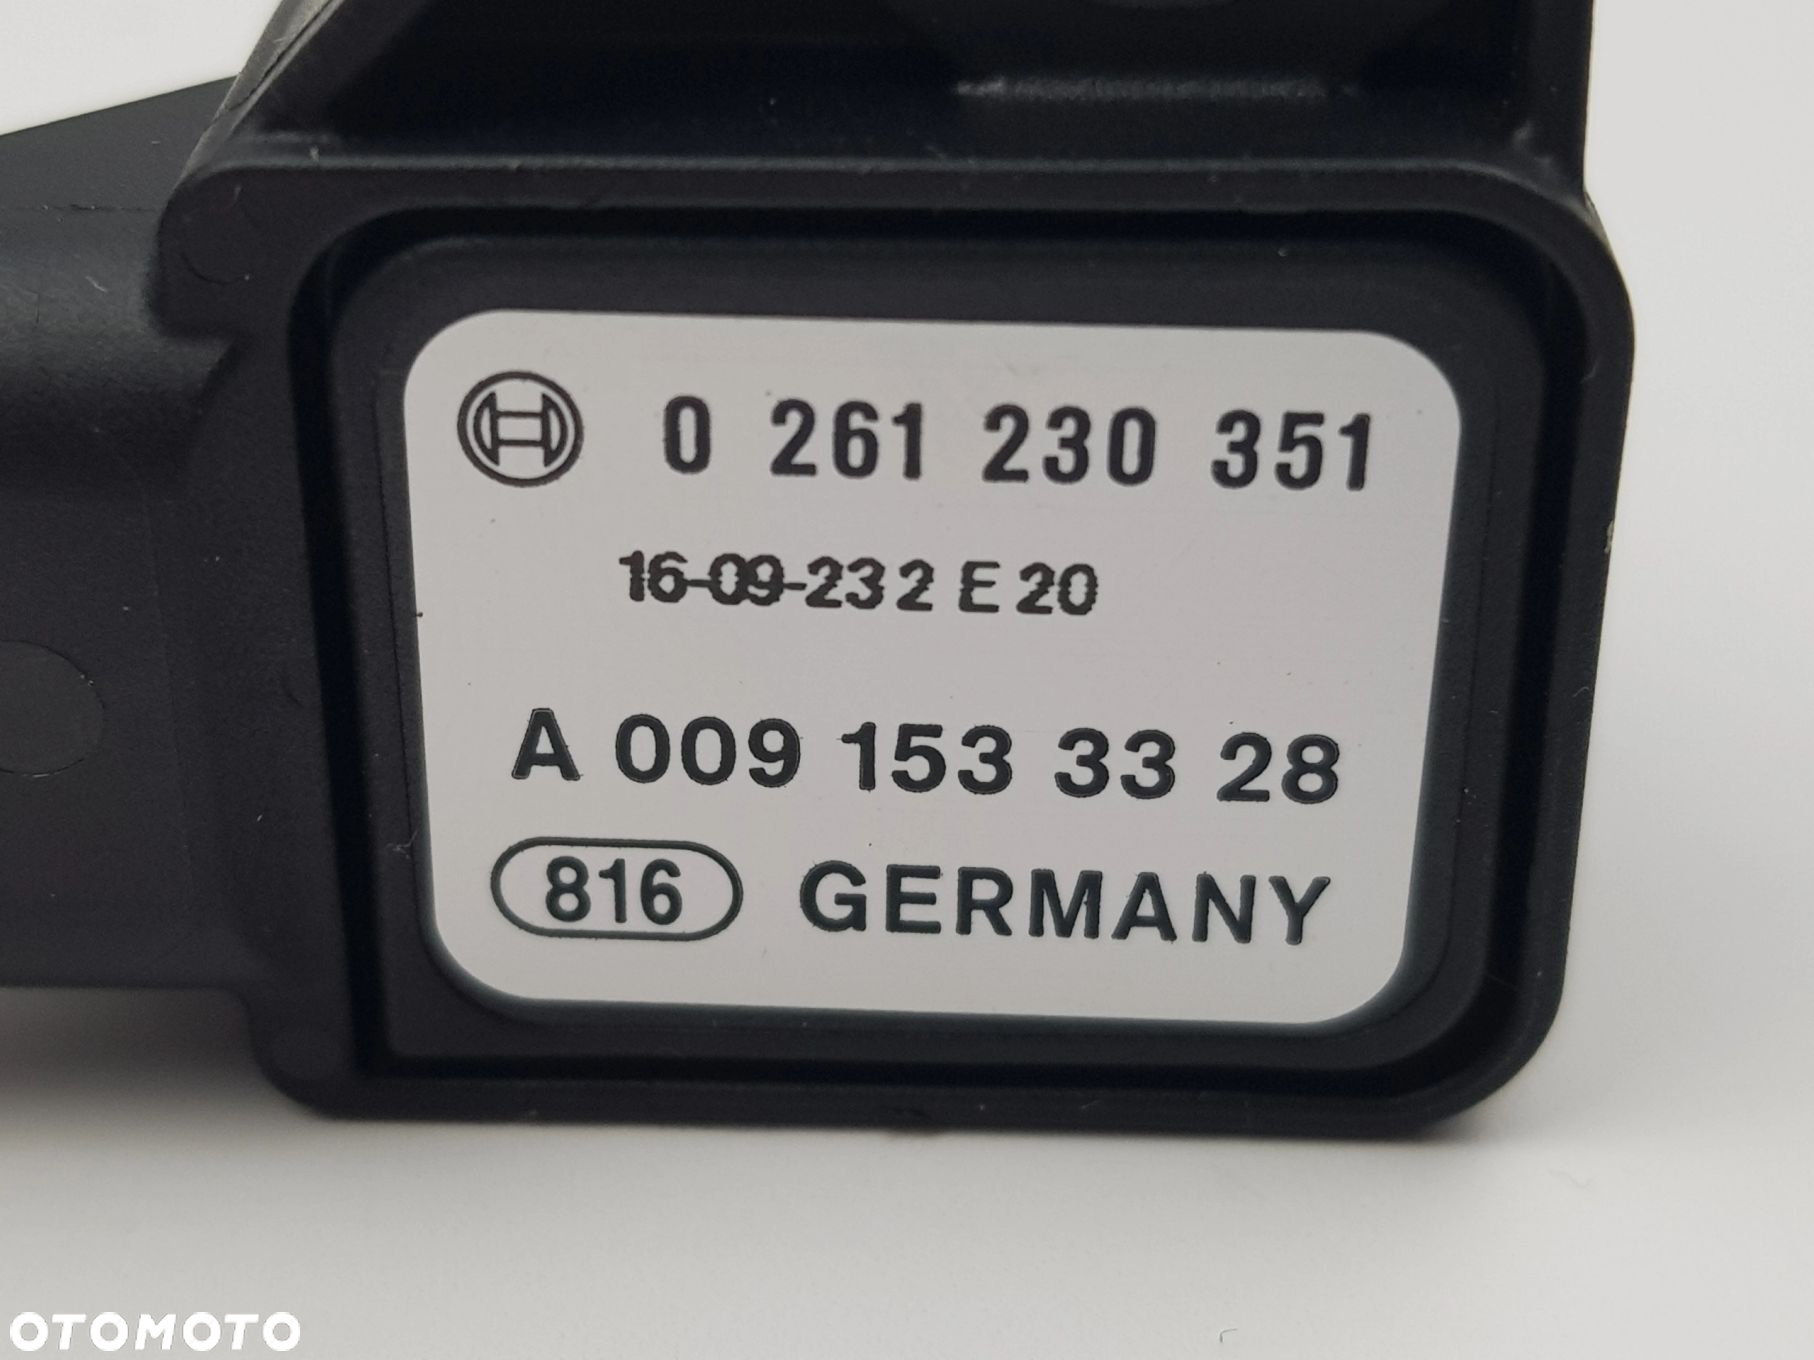 0 261 230 351
16-09-23 2 E 20
A 009 153 33 28
816 GERMANY
OTOMOTO